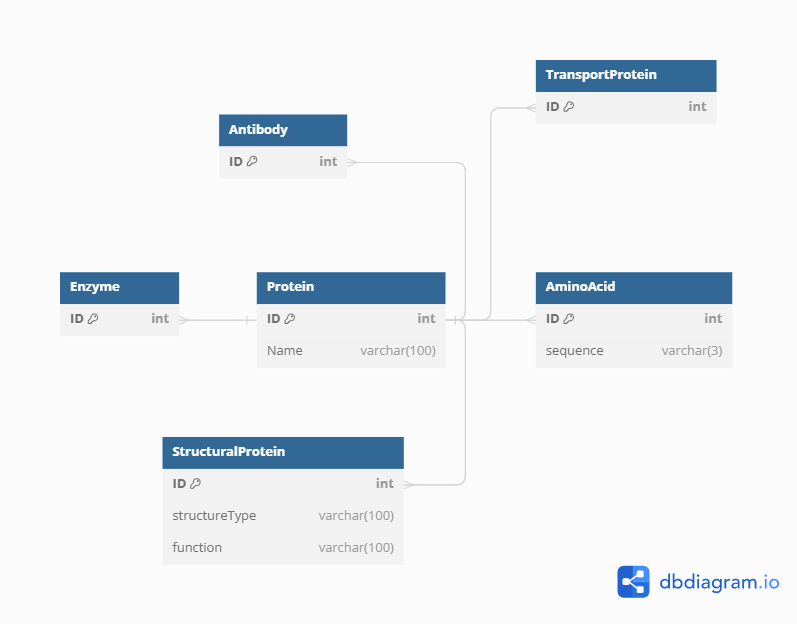 TransportProtein
ID int
Antibody
ID int
Enzyme
ID int
Protein
ID int
Name varchar(100)
AminoAcid
ID int
sequence varchar(3)
StructuralProtein
ID int
structureType varchar(100)
function varchar(100)
dbdiagram.io